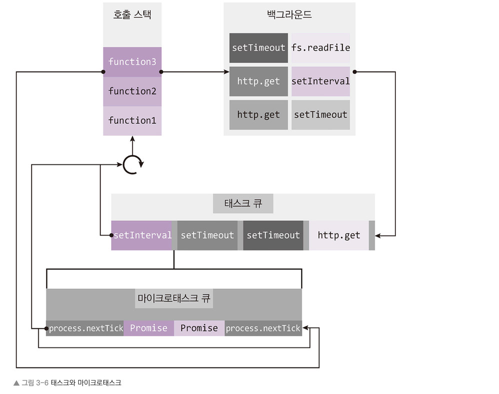 호출 스택
function3
function2
function1
백그라운드
setTimeout
fs.readFile
http.get
setInterval
http.get
setTimeout
태스크 큐
setInterval
setTimeout
setTimeout
http.get
마이크로태스크 큐
process.nextTick
Promise
Promise
process.nextTick
▲ 그림 3-6 태스크와 마이크로태스크